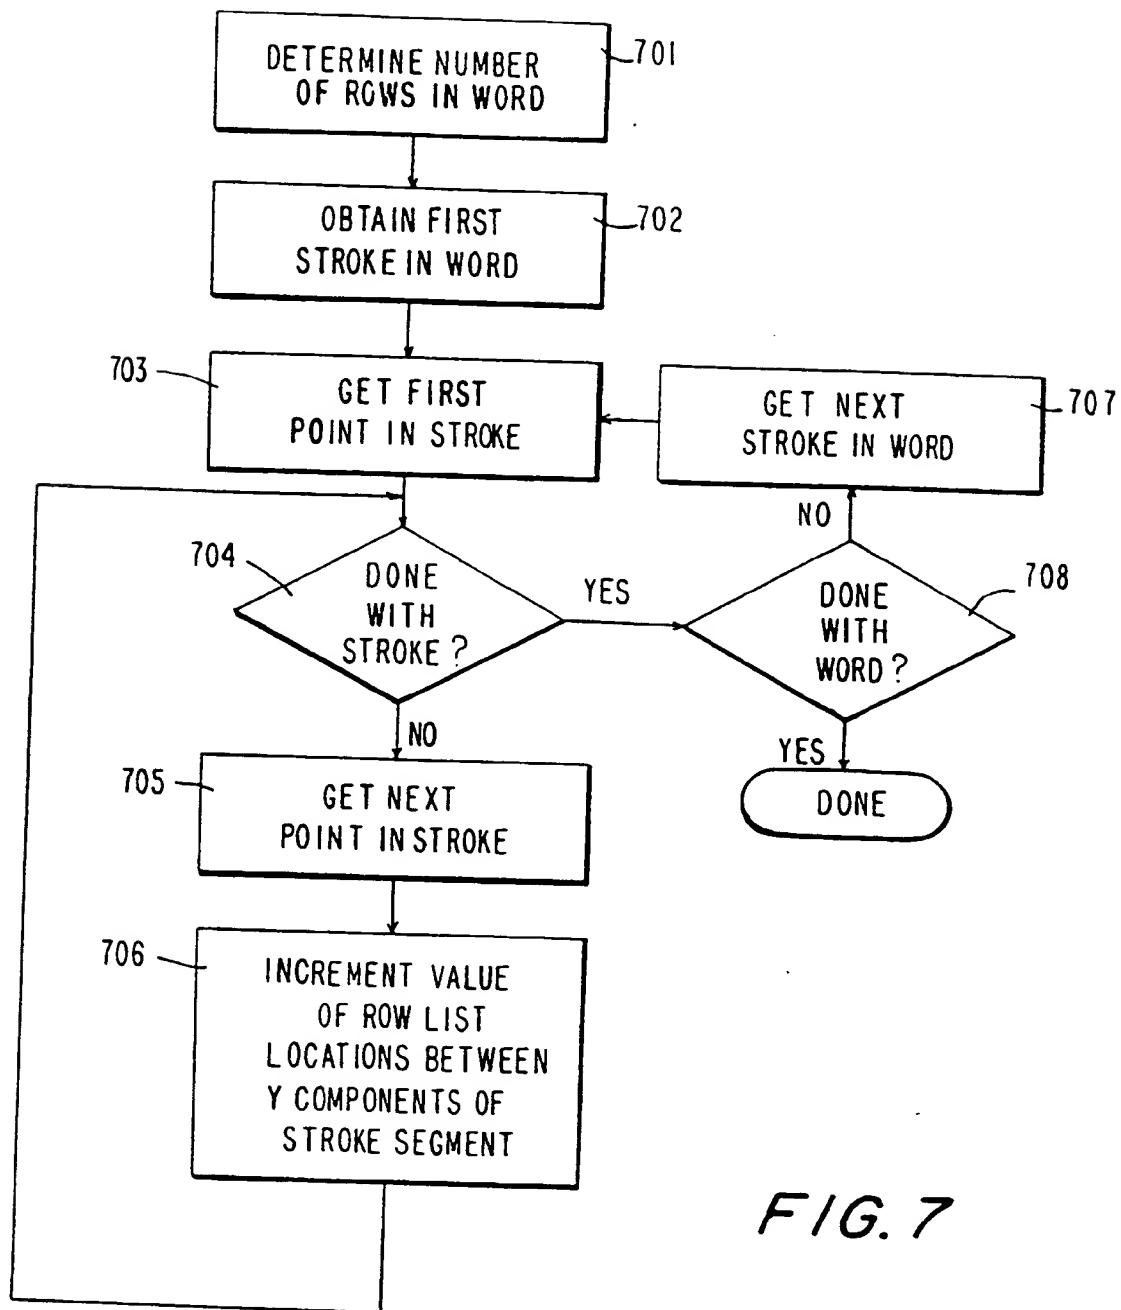 DETERMINE NUMBER
OF ROWS IN WORD
701
OBTAIN FIRST
STROKE IN WORD
702
703
GET FIRST
POINT IN STROKE
GET NEXT
STROKE IN WORD
707
NO
704
DONE
WITH
STROKE?
YES
DONE
WITH
WORD?
708
NO
YES
DONE
705
GET NEXT
POINT IN STROKE
706
INCREMENT VALUE
OF ROW LIST
LOCATIONS BETWEEN
Y COMPONENTS OF
STROKE SEGMENT
FIG. 7